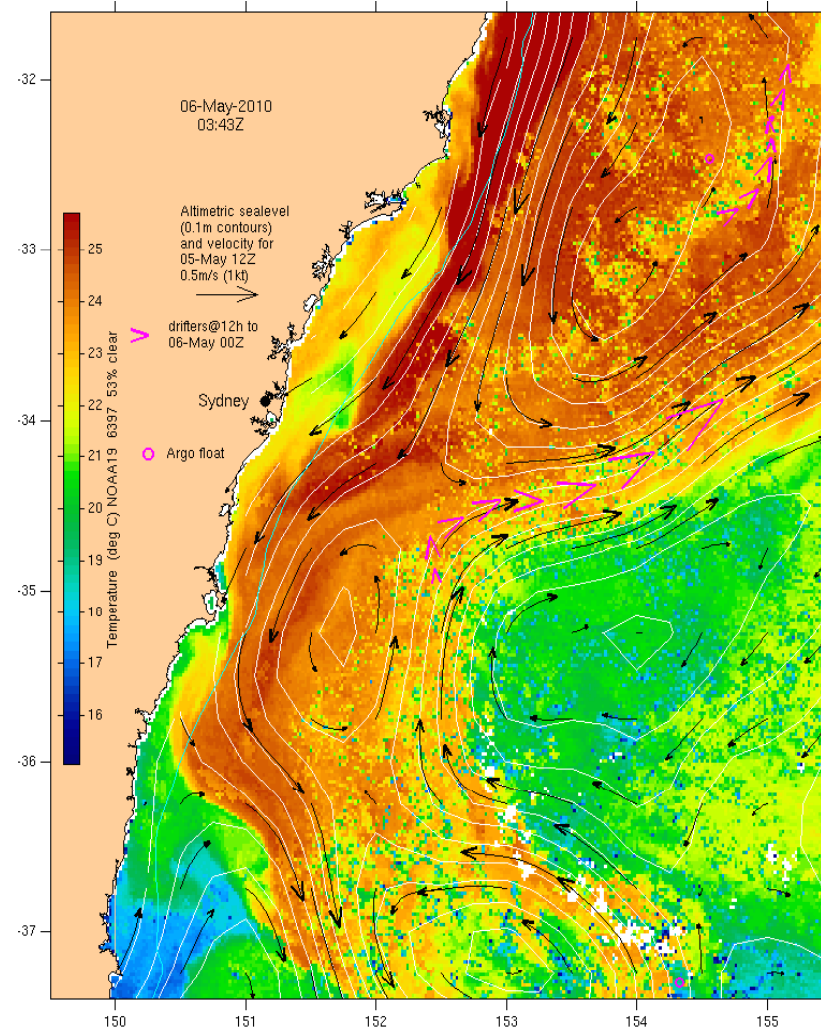 -32
06-May-2010
03:43Z
Altimetric sealevel
(0.1m contours)
and velocity for
05-May 12Z
0.5m/s (1kt)
-33
drifters@12h to
06-May 00Z
Sydney
-34
Argo float
-35
-36
-37
25
24
23
22
21
20
19
18
17
16
Temperature (deg C) NOAA19 6397 53% clear
150
151
152
153
154
155